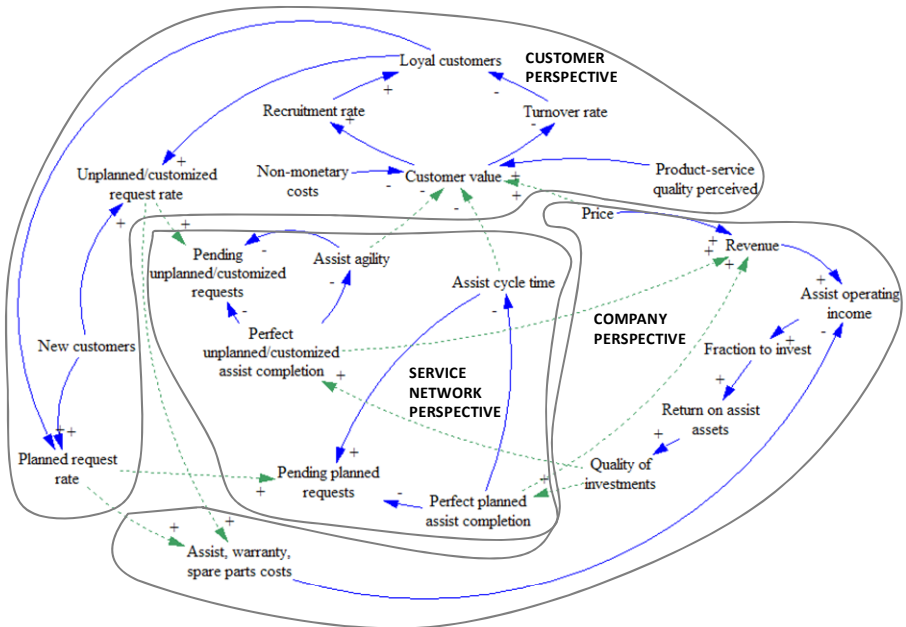 Loyal customers
CUSTOMER
PERSPECTIVE
+
-
Recruitment rate
Turnover rate
+
-
Unplanned/customized
request rate
+
Non-monetary
costs
-
-
Customer value
+
+
-
Product-service
quality perceived
Price
+
+
Pending
unplanned/customized
requests
-
Assist agility
+
+
+
Revenue
-
-
Assist cycle time
-
+
Assist operating
income
-
Perfect
unplanned/customized
assist completion
+
New customers
COMPANY
PERSPECTIVE
Fraction to invest
+
SERVICE
NETWORK
PERSPECTIVE
+
Return on assist
assets
++
Planned request
rate
+
Pending planned
requests
+
+
Quality of
investments
+
-
Perfect planned
assist completion
+
+
Assist, warranty,
spare parts costs